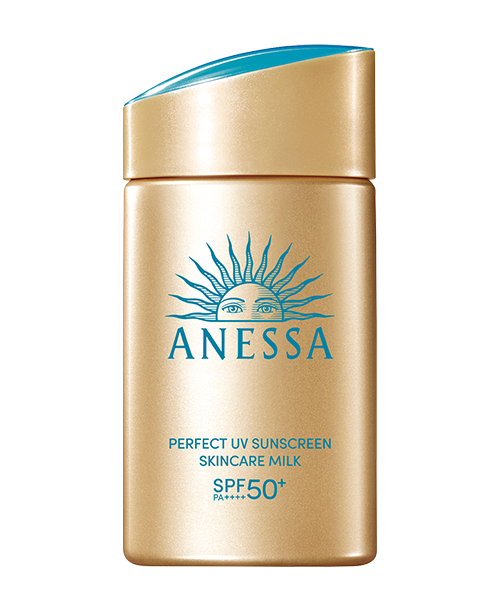 ANESSA
PERFECT UV SUNSCREEN
SKINCARE MILK
SPF50+
PA++++